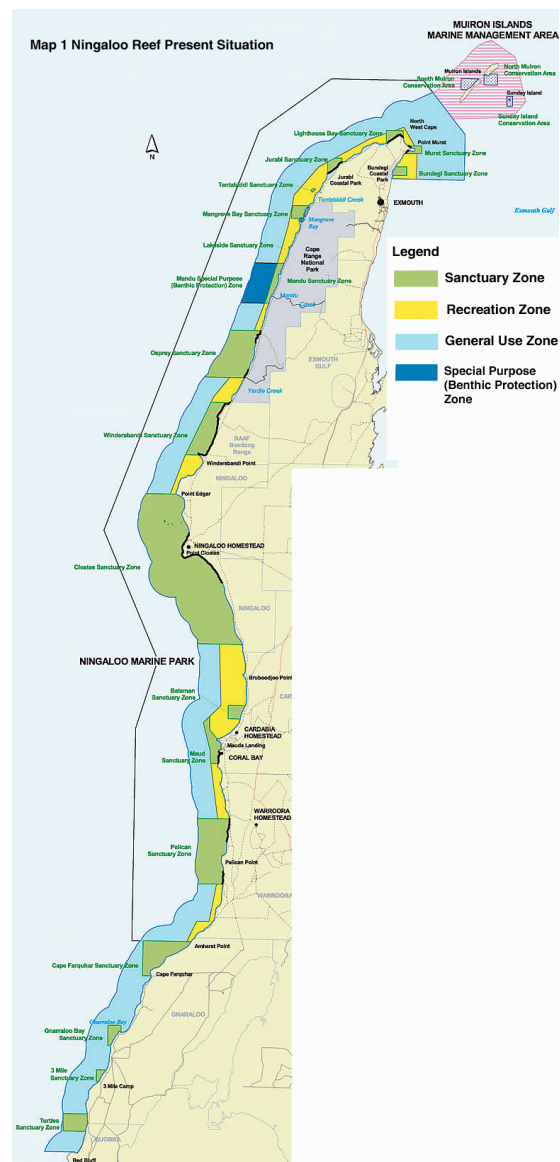 MUIRON ISLANDS
MARINE MANAGEMENT AREA
Map 1 Ningaloo Reef Present Situation
North Muiron
Conservation Area
Muiron Islands
South Muiron
Conservation Area
Sunday Island
Sunday Island
Conservation Area
North
West Cape
Lighthouse Bay Sanctuary Zone
Point Murat
Murat Sanctuary Zone
Jurabi Sanctuary Zone
Jurabi
Coastal Park
Bundegi
Coastal
Park
Bundegi Sanctuary Zone
N
Tantabiddi Sanctuary Zone
Tantabiddi Creek
EXMOUTH
Mangrove Bay Sanctuary Zone
Mangrove
Bay
Exmouth Gulf
Lakeside Sanctuary Zone
Cape
Range
National
Park
Legend
Mandu Special Purpose
(Benthic Protection)
Zone
Mandu Sanctuary Zone
Sanctuary Zone
Mandu
Creek
Recreation Zone
General Use Zone
Osprey Sanctuary Zone
EXMOUTH
GULF
Special Purpose
(Benthic Protection)
Zone
Yardie Creek
Winderabandi Sanctuary Zone
RAAF
Bombing
Range
Winderabandi Point
NINGALOO
Point Edgar
NINGALOO HOMESTEAD
Point Cloates
Cloates Sanctuary Zone
NINGALOO
NINGALOO MARINE PARK
Bruboodjoo Point
Bateman
Sanctuary Zone
CAR
CARDABIA
HOMESTEAD
Mauds Landing
Maud
Sanctuary Zone
CORAL BAY
WARROORA
HOMESTEAD
Pelican
Sanctuary Zone
Pelican Point
WARROORA
Amherst Point
Cape Farquhar Sanctuary Zone
Cape Farquhar
GNARALOO
Gnarraloo Bay
Gnarraloo Bay
Sanctuary Zone
3 Mile
Sanctuary Zone
3 Mile Camp
Turtles
Sanctuary Zone
QUOBBA
Red Bluff